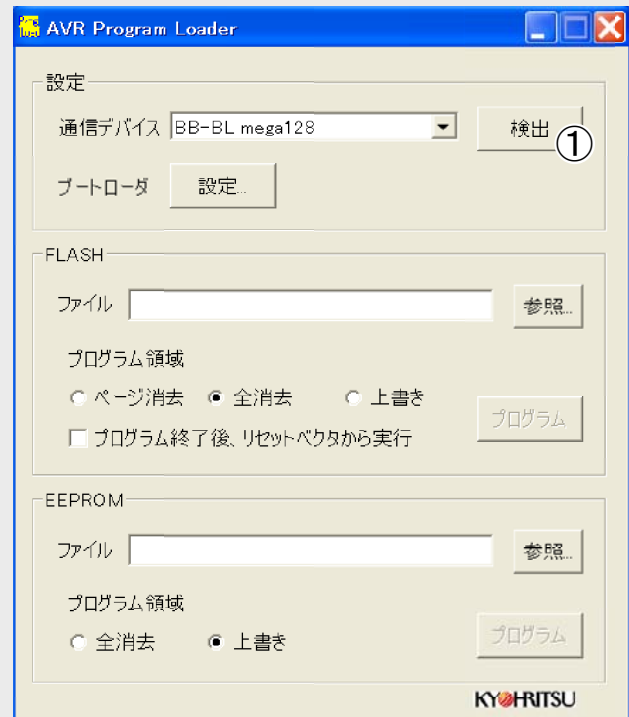 AVR Program Loader
設定
通信デバイス BB-BL mega128 検出 ①
ブートローダ 設定...
FLASH
ファイル 参照...
プログラム領域
ページ消去 全消去 上書き
プログラム
プログラム終了後、リセットベクタから実行
EEPROM
ファイル 参照...
プログラム領域
全消去 上書き
プログラム
KYOHRITSU